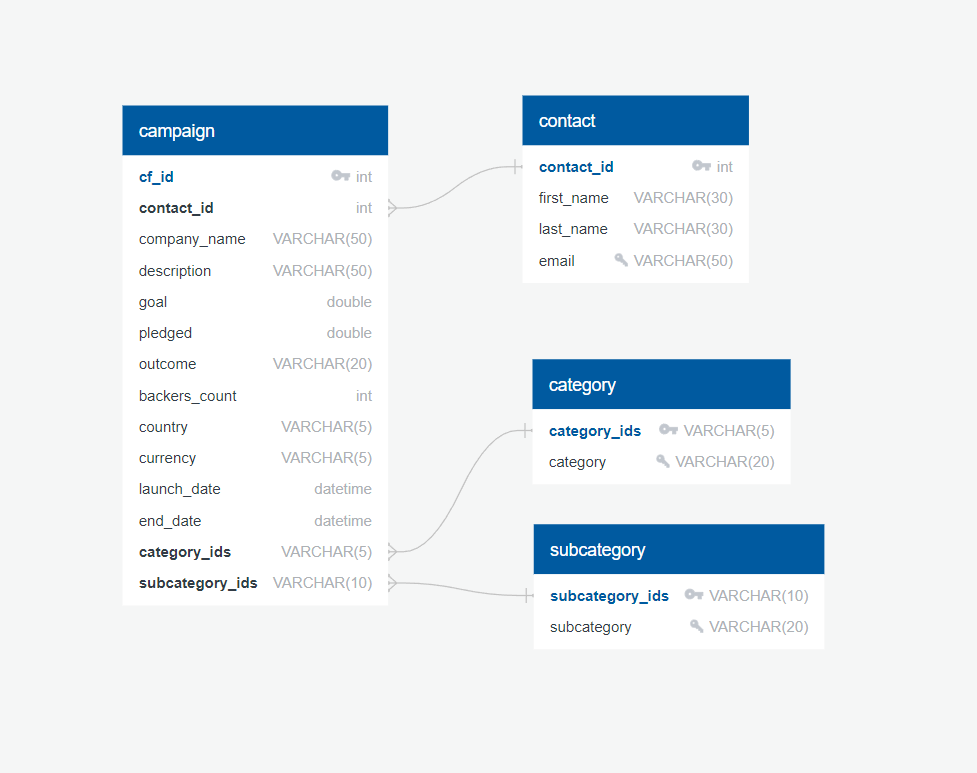 campaign
cf_id int
contact_id int
company_name VARCHAR(50)
description VARCHAR(50)
goal double
pledged double
outcome VARCHAR(20)
backers_count int
country VARCHAR(5)
currency VARCHAR(5)
launch_date datetime
end_date datetime
category_ids VARCHAR(5)
subcategory_ids VARCHAR(10)
contact
contact_id int
first_name VARCHAR(30)
last_name VARCHAR(30)
email VARCHAR(50)
category
category_ids VARCHAR(5)
category VARCHAR(20)
subcategory
subcategory_ids VARCHAR(10)
subcategory VARCHAR(20)